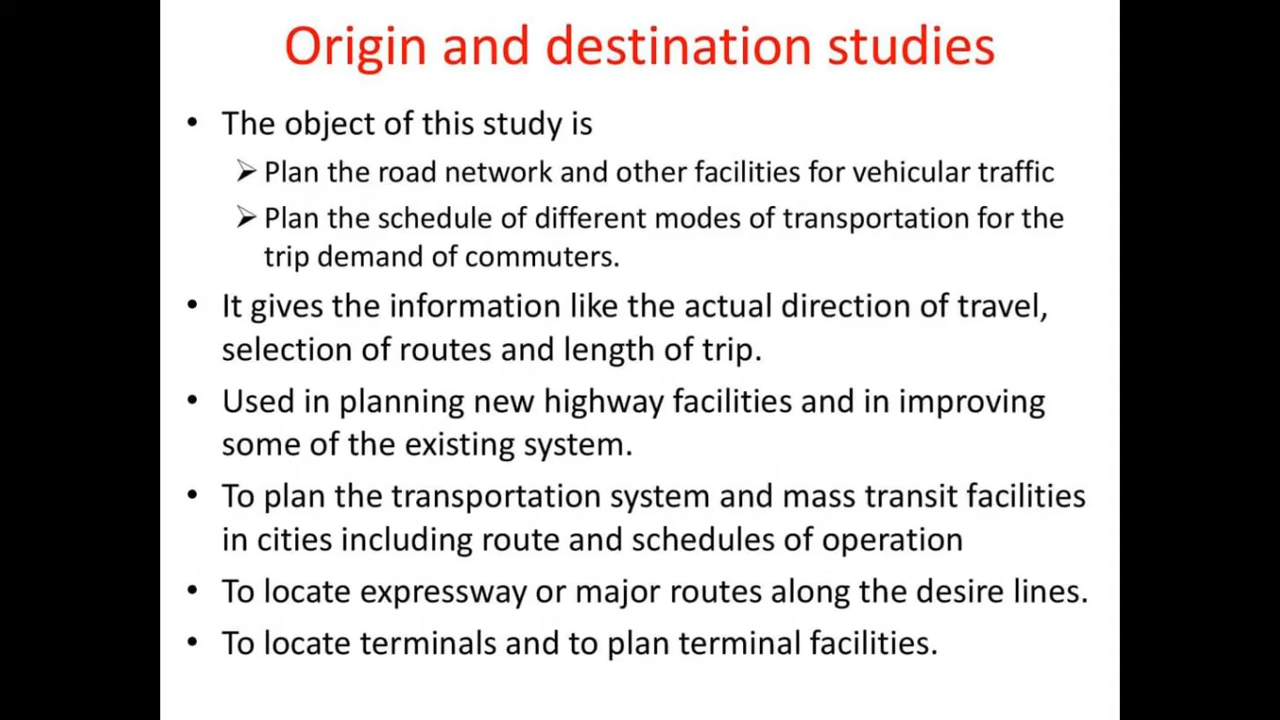 Origin and destination studies
• The object of this study is
➢ Plan the road network and other facilities for vehicular traffic
➢ Plan the schedule of different modes of transportation for the
trip demand of commuters.
• It gives the information like the actual direction of travel,
selection of routes and length of trip.
• Used in planning new highway facilities and in improving
some of the existing system.
• To plan the transportation system and mass transit facilities
in cities including route and schedules of operation
• To locate expressway or major routes along the desire lines.
• To locate terminals and to plan terminal facilities.